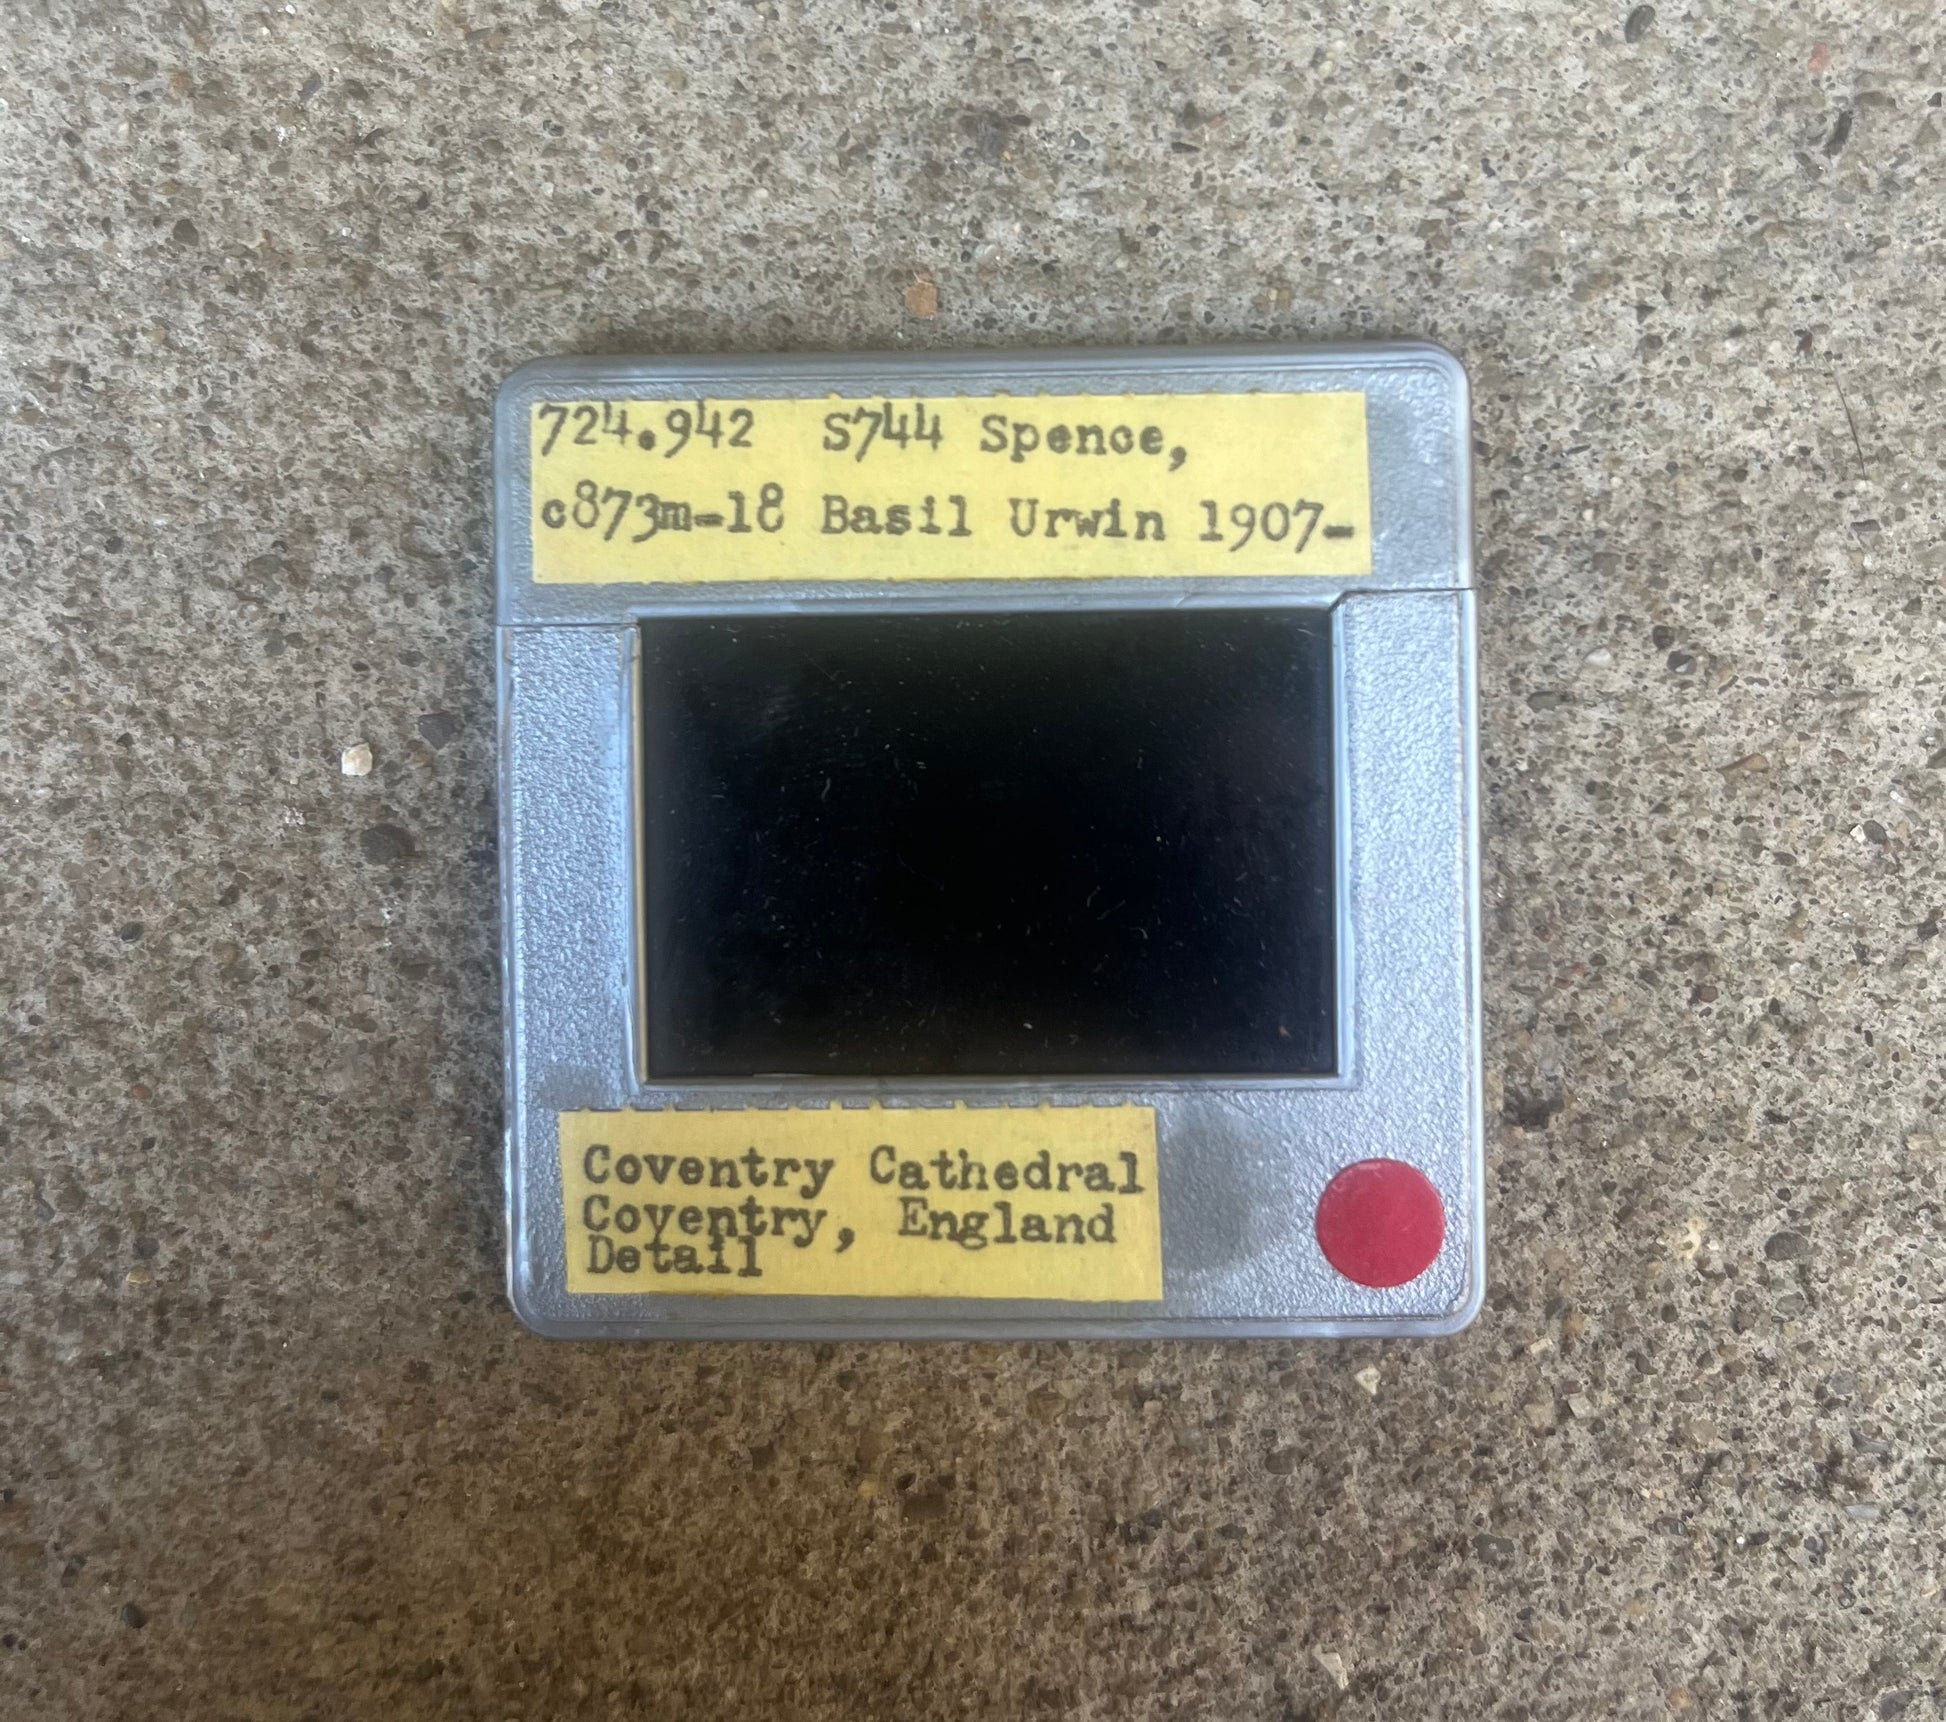 724.942 S744 Spence,
c873m-18 Basil Urwin 1907-
Coventry Cathedral
Coventry, England
Detail